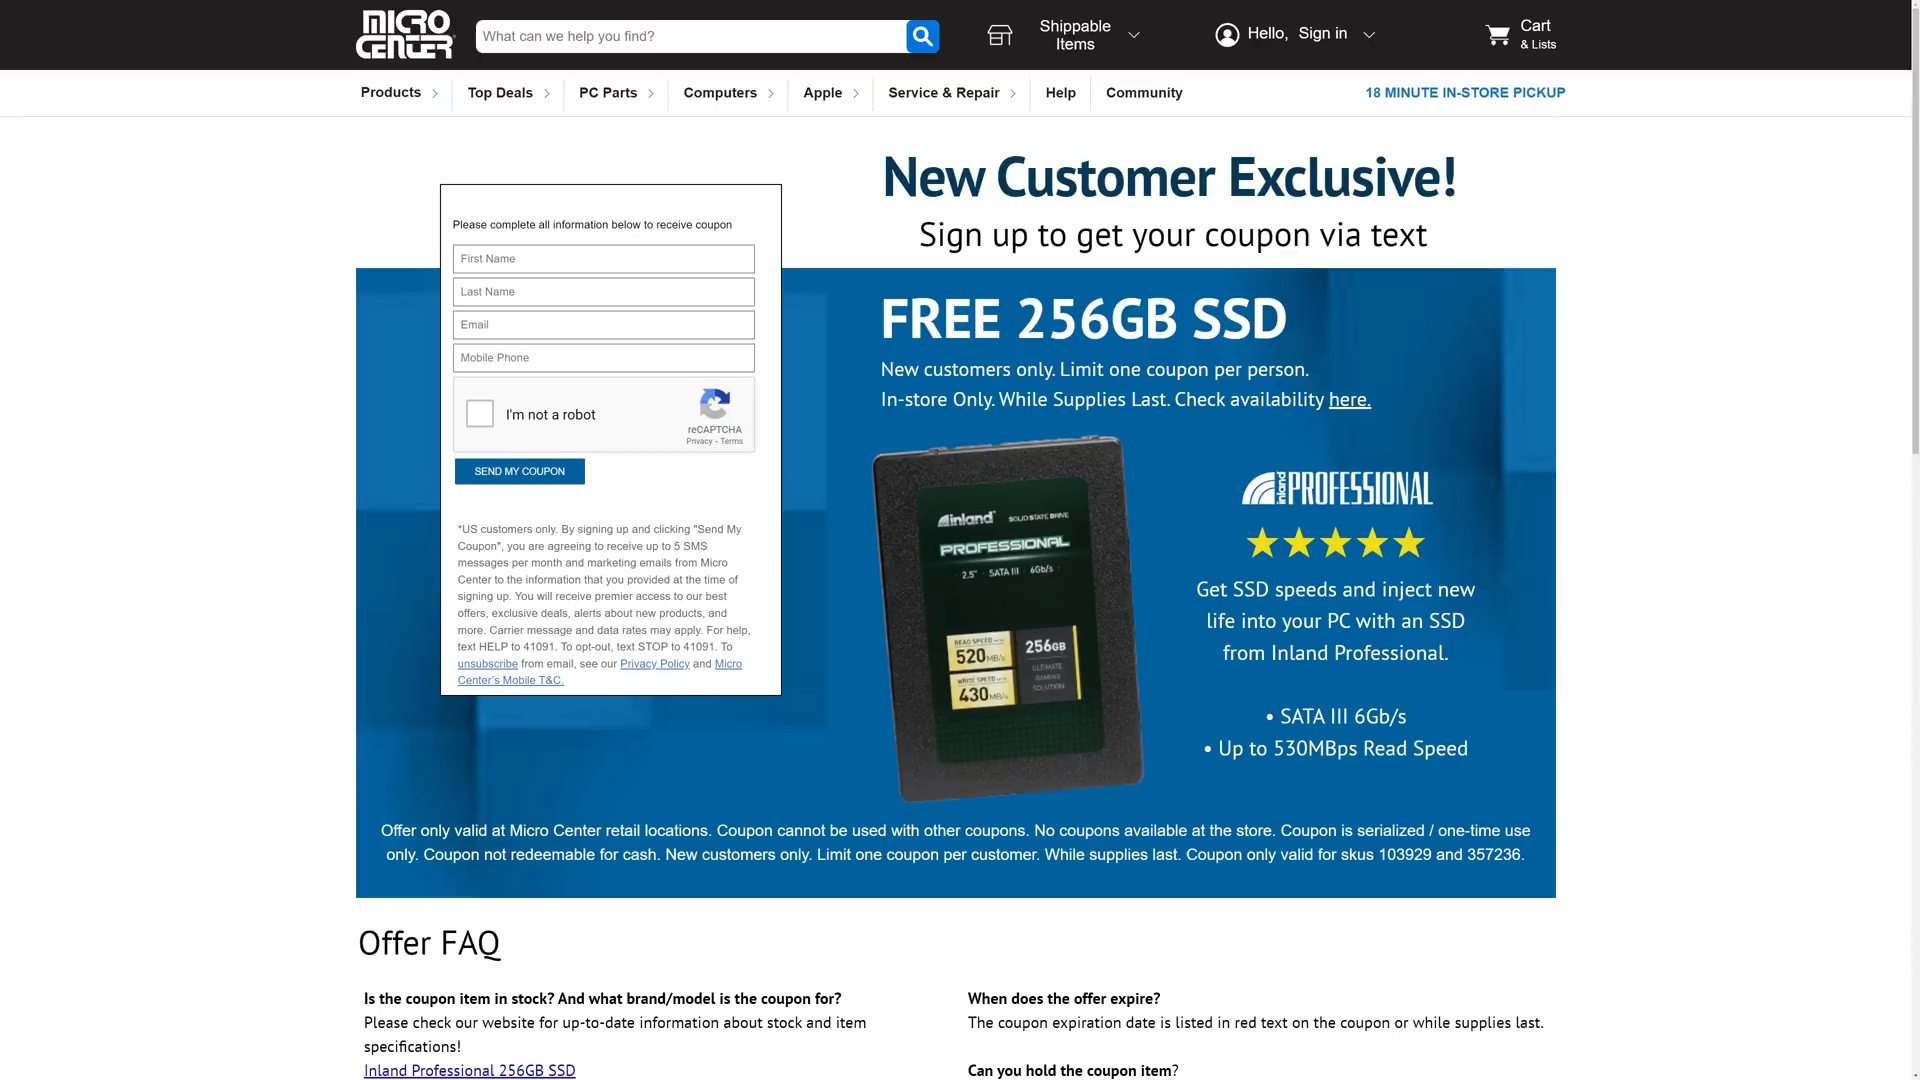 MICRO CENTER
What can we help you find?
Shippable Items
Hello, Sign in
Cart & Lists
Products
Top Deals
PC Parts
Computers
Apple
Service & Repair
Help
Community
18 MINUTE IN-STORE PICKUP
New Customer Exclusive!
Sign up to get your coupon via text
Please complete all information below to receive coupon
First Name
Last Name
Email
Mobile Phone
I'm not a robot
reCAPTCHA
Privacy - Terms
SEND MY COUPON
*US customers only. By signing up and clicking "Send My
Coupon", you are agreeing to receive up to 5 SMS
messages per month and marketing emails from Micro
Center to the information that you provided at the time of
signing up. You will receive premier access to our best
offers, exclusive deals, alerts about new products, and
more. Carrier message and data rates may apply. For help,
text HELP to 41091. To opt-out, text STOP to 41091. To
unsubscribe from email, see our Privacy Policy and Micro
Center's Mobile T&C.
FREE 256GB SSD
New customers only. Limit one coupon per person.
In-store Only. While Supplies Last. Check availability here.
inland SOLID STATE DRIVE
PROFESSIONAL
2.5" · SATA III · 6Gb/s
READ SPEED
520 MB/s
WRITE SPEED
430 MB/s
256GB
ULTIMATE
GAMING
SOLUTION
inland PROFESSIONAL
Get SSD speeds and inject new
life into your PC with an SSD
from Inland Professional.
• SATA III 6Gb/s
• Up to 530MBps Read Speed
Offer only valid at Micro Center retail locations. Coupon cannot be used with other coupons. No coupons available at the store. Coupon is serialized / one-time use
only. Coupon not redeemable for cash. New customers only. Limit one coupon per customer. While supplies last. Coupon only valid for skus 103929 and 357236.
Offer FAQ
Is the coupon item in stock? And what brand/model is the coupon for?
Please check our website for up-to-date information about stock and item
specifications!
Inland Professional 256GB SSD
When does the offer expire?
The coupon expiration date is listed in red text on the coupon or while supplies last.
Can you hold the coupon item?